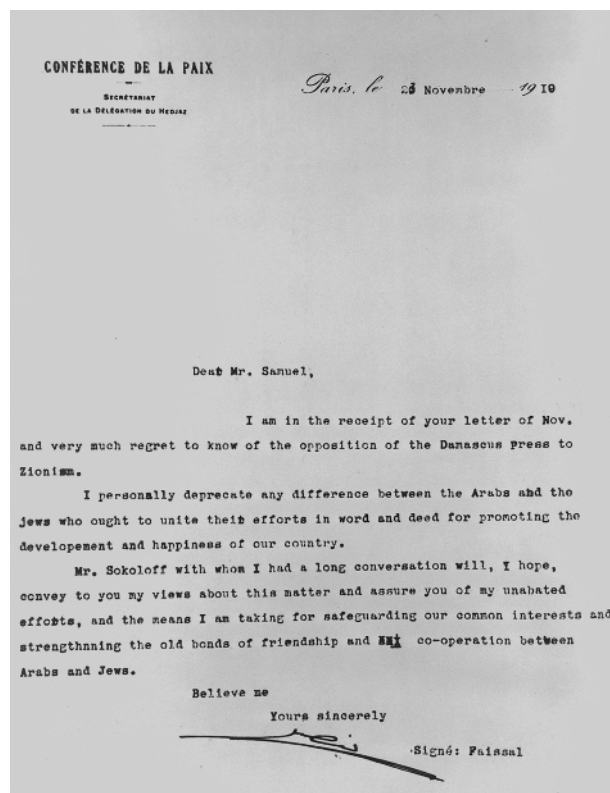 CONFÉRENCE DE LA PAIX
SECRÉTARIAT
DE LA DÉLÉGATION DU HEDJAZ
Paris, le Novembre 1919
Dear Mr. Samuel,
I am in the receipt of your letter of Nov.
and very much regret to know of the opposition of the Damascus Press to
Zionism.
I personally deprecate any difference between the Arabs and the
jews who ought to unite their efforts in word and deed for promoting the
developement and happiness of our country.
Mr. Sokoloff with whom I had a long conversation will, I hope,
convey to you my views about this matter and assure you of my unabated
efforts, and the means I am taking for safeguarding our common interests and
strengthnning the old bonds of friendship and co-operation between
Arabs and Jews.
Believe me
Yours sincerely
Signé: Faissal